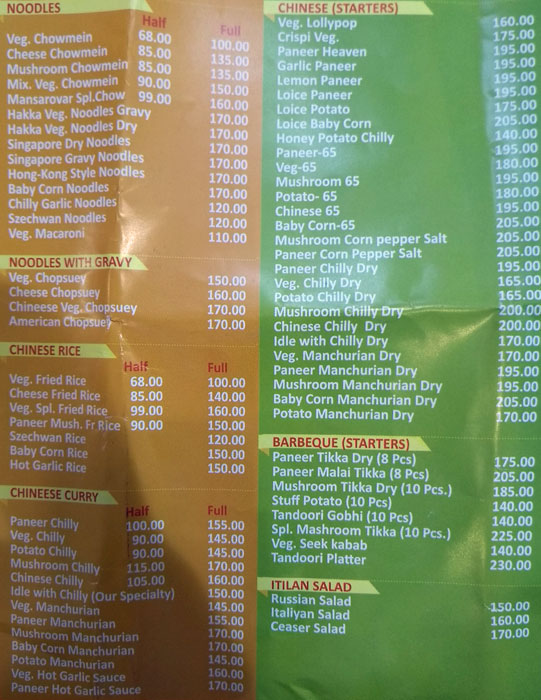 NOODLES
Half Full
Veg. Chowmein 68.00 100.00
Cheese Chowmein 85.00 135.00
Mushroom Chowmein 85.00 135.00
Mix. Veg. Chowmein 90.00 150.00
Mansarovar Spl.Chow 99.00 160.00
Hakka Veg. Noodles Gravy 170.00
Hakka Veg. Noodles Dry 170.00
Singapore Dry Noodles 170.00
Singapore Gravy Noodles 170.00
Hong-Kong Style Noodles 170.00
Baby Corn Noodles 170.00
Chilly Garlic Noodles 120.00
Szechwan Noodles 120.00
Veg. Macaroni 110.00
NOODLES WITH GRAVY
Veg. Chopsuey 150.00
Cheese Chopsuey 160.00
Chineese Veg. Chopsuey 170.00
American Chopsuey 170.00
CHINESE RICE
Half Full
Veg. Fried Rice 68.00 100.00
Cheese Fried Rice 85.00 140.00
Veg. Spl. Fried Rice 99.00 160.00
Paneer Mush. Fr Rice 90.00 150.00
Szechwan Rice 120.00
Baby Corn Rice 150.00
Hot Garlic Rice 150.00
CHINEESE CURRY
Half Full
Paneer Chilly 100.00 155.00
Veg. Chilly 90.00 145.00
Potato Chilly 90.00 145.00
Mushroom Chilly 115.00 170.00
Chinese Chilly 105.00 160.00
Idle with Chilly (Our Specialty) 150.00
Veg. Manchurian 145.00
Paneer Manchurian 155.00
Mushroom Manchurian 170.00
Baby Corn Manchurian 170.00
Potato Manchurian 145.00
Veg. Hot Garlic Sauce 160.00
Paneer Hot Garlic Sauce 170.00
CHINESE (STARTERS)
Veg. Lollypop 160.00
Crispi Veg. 175.00
Paneer Heaven 195.00
Garlic Paneer 195.00
Lemon Paneer 195.00
Loice Paneer 195.00
Loice Potato 175.00
Loice Baby Corn 205.00
Honey Potato Chilly 140.00
Paneer-65 195.00
Veg-65 180.00
Mushroom 65 195.00
Potato- 65 180.00
Chinese 65 195.00
Baby Corn-65 205.00
Mushroom Corn pepper Salt 205.00
Paneer Corn Pepper Salt 205.00
Paneer Chilly Dry 195.00
Veg. Chilly Dry 165.00
Potato Chilly Dry 165.00
Mushroom Chilly Dry 200.00
Chinese Chilly Dry 200.00
Idle with Chilly Dry 170.00
Veg. Manchurian Dry 170.00
Paneer Manchurian Dry 195.00
Mushroom Manchurian Dry 195.00
Baby Corn Manchurian Dry 205.00
Potato Manchurian Dry 170.00
BARBEQUE (STARTERS)
Paneer Tikka Dry (8 Pcs) 175.00
Paneer Malai Tikka (8 Pcs) 205.00
Mushroom Tikka Dry (10 Pcs.) 185.00
Stuff Potato (10 Pcs) 140.00
Tandoori Gobhi (10 Pcs) 140.00
Spl. Mashroom Tikka (10 Pcs.) 225.00
Veg. Seek kabab 140.00
Tandoori Platter 230.00
ITILAN SALAD
Russian Salad 150.00
Italiyan Salad 160.00
Ceaser Salad 170.00